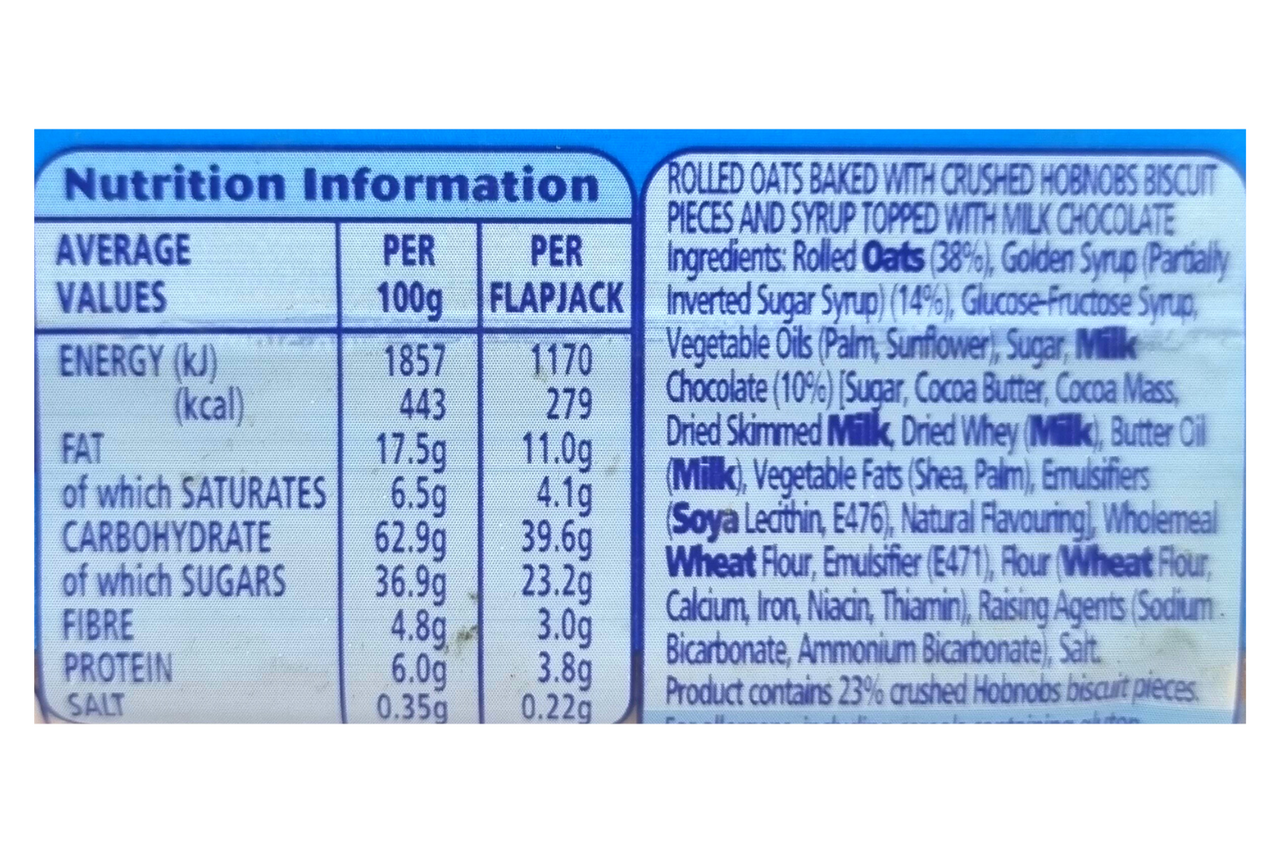 Nutrition Information
AVERAGE VALUES PER 100g PER FLAPJACK
ENERGY (kJ) 1857 1170
(kcal) 443 279
FAT 17.5g 11.0g
of which SATURATES 6.5g 4.1g
CARBOHYDRATE 62.9g 39.6g
of which SUGARS 36.9g 23.2g
FIBRE 4.8g 3.0g
PROTEIN 6.0g 3.8g
SALT 0.35g 0.22g
ROLLED OATS BAKED WITH CRUSHED HOBNOBS BISCUIT
PIECES AND SYRUP TOPPED WITH MILK CHOCOLATE
Ingredients: Rolled Oats (38%), Golden Syrup (Partially
Inverted Sugar Syrup) (14%), Glucose-Fructose Syrup,
Vegetable Oils (Palm, Sunflower), Sugar, Milk
Chocolate (10%) [Sugar, Cocoa Butter, Cocoa Mass,
Dried Skimmed Milk, Dried Whey (Milk), Butter Oil
(Milk), Vegetable Fats (Shea, Palm), Emulsifiers
(Soya Lecithin, E476), Natural Flavouring], Wholemeal
Wheat Flour, Emulsifier (E471), Flour (Wheat Flour,
Calcium, Iron, Niacin, Thiamin), Raising Agents (Sodium
Bicarbonate, Ammonium Bicarbonate), Salt.
Product contains 23% crushed Hobnobs biscuit pieces.